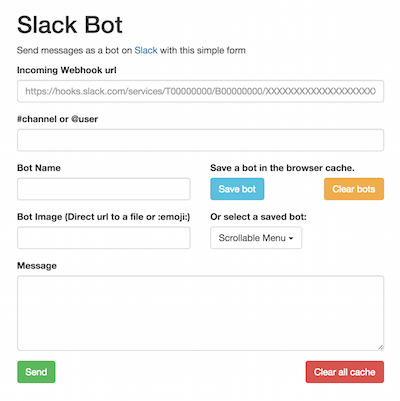 Slack Bot
Send messages as a bot on Slack with this simple form
Incoming Webhook url
https://hooks.slack.com/services/T00000000/B00000000/XXXXXXXXXXXXXXXXXXXXX
#channel or @user
Bot Name
Save a bot in the browser cache.
Save bot
Clear bots
Bot Image (Direct url to a file or :emoji:)
Or select a saved bot:
Scrollable Menu
Message
Send
Clear all cache